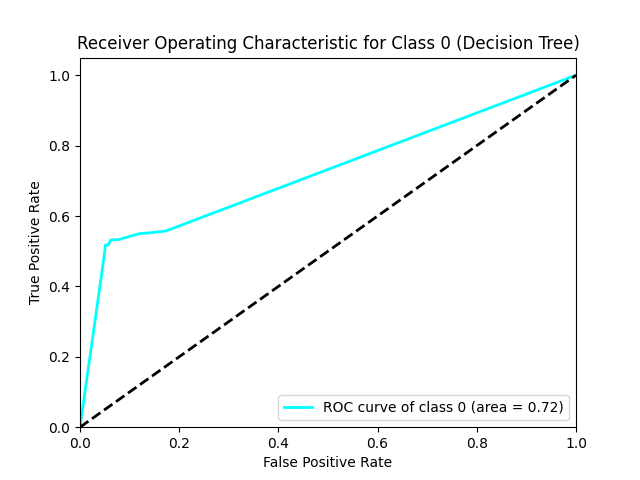 Receiver Operating Characteristic for Class 0 (Decision Tree)
True Positive Rate
1.0
0.8
0.6
0.4
0.2
0.0
ROC curve of class 0 (area = 0.72)
0.0 0.2 0.4 0.6 0.8 1.0
False Positive Rate